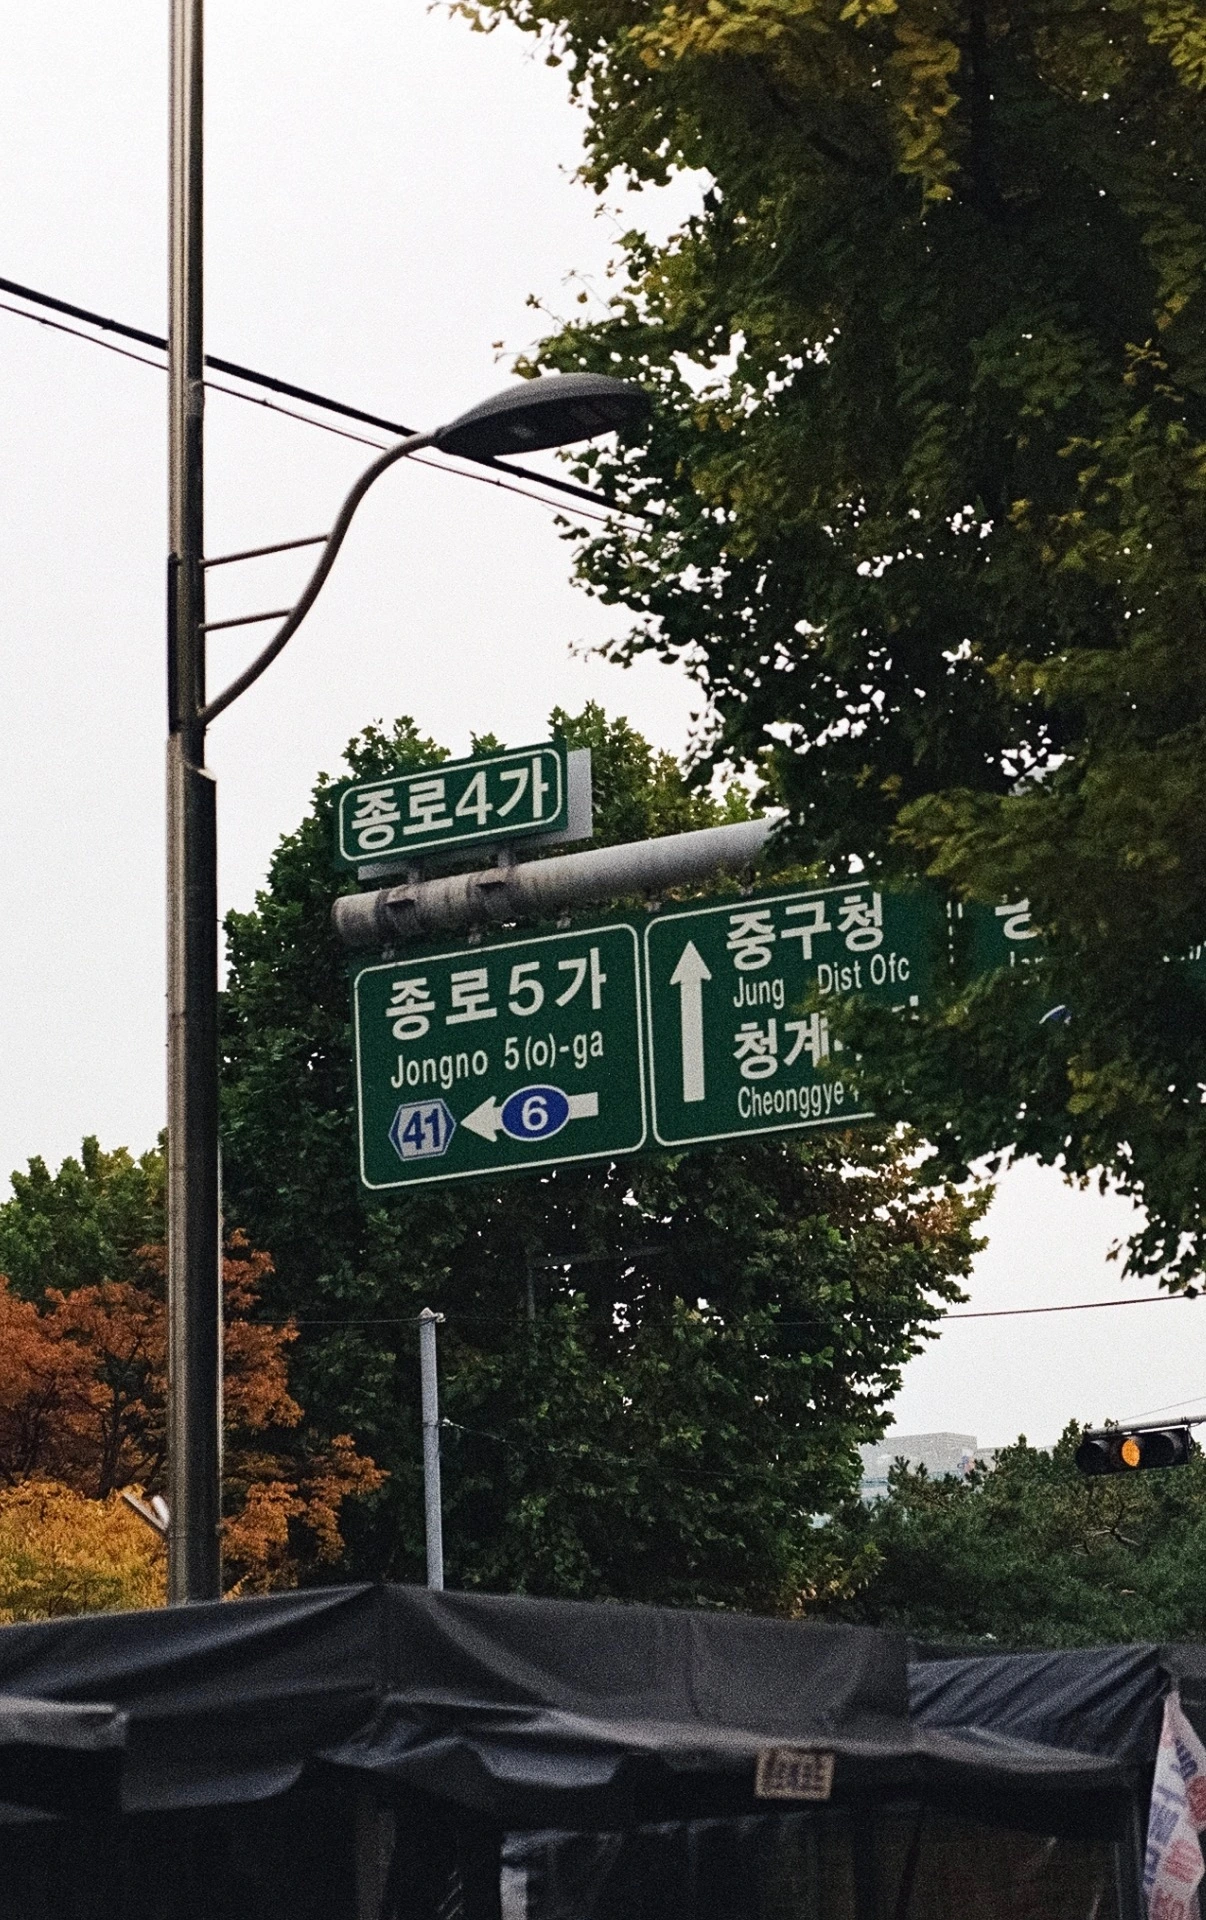 종로4가
종로5가
Jongno 5(o)-ga
41
6
중구청
Jung Dist Ofc
청계
Cheonggye